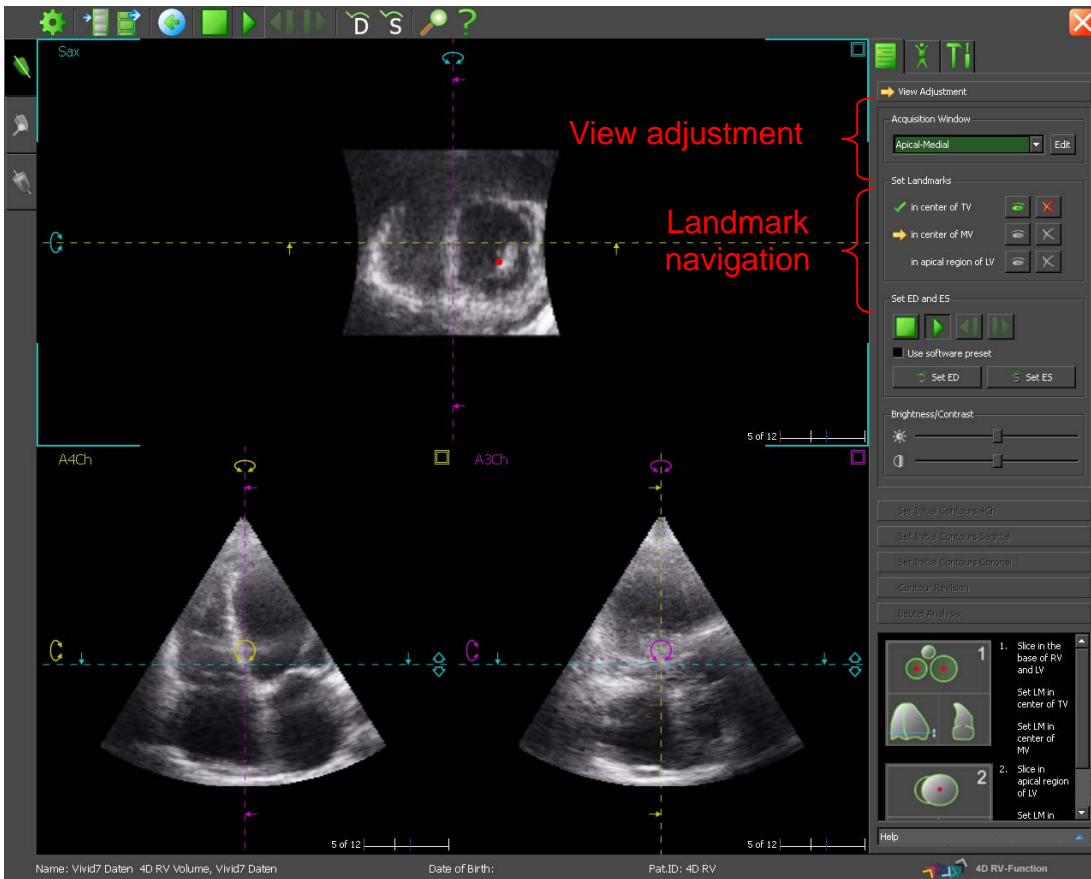 D S ?
Sax
View adjustment
Landmark
navigation
5 of 12
A4Ch
A3Ch
5 of 12
5 of 12
View Adjustment
Acquisition Window
Apical-Medial
Edit
Set Landmarks
in center of TV
in center of MV
in apical region of LV
Set ED and ES
Use software preset
Set ED
Set ES
Brightness/Contrast
Set Initial Contours 4Ch
Set Initial Contours Sagittal
Set Initial Contours Coronal
Contour Revision
Beutel Analysis
1
1. Slice in the
base of RV
and LV
Set LM in
center of TV
Set LM in
center of
MV
2
2. Slice in
apical region
of LV
Set LM in
Help
Name: Vivid7 Daten 4D RV Volume, Vivid7 Daten
Date of Birth:
Pat.ID: 4D RV
4D RV-Function